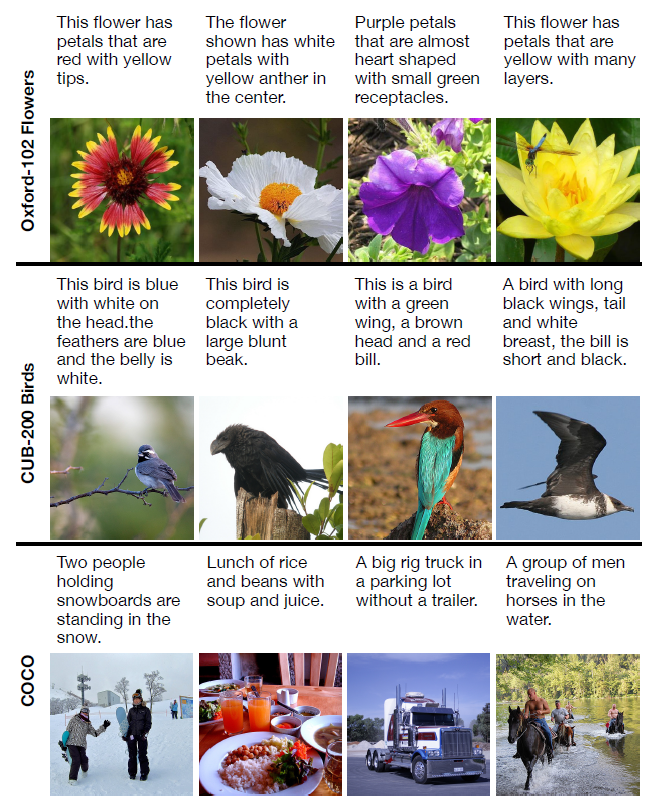 This flower has
petals that are
red with yellow
tips.
The flower
shown has white
petals with
yellow anther in
the center.
Purple petals
that are almost
heart shaped
with small green
receptacles.
This flower has
petals that are
yellow with many
layers.
Oxford-102 Flowers
This bird is blue
with white on
the head.the
feathers are blue
and the belly is
white.
This bird is
completely
black with a
large blunt
beak.
This is a bird
with a green
wing, a brown
head and a red
bill.
A bird with long
black wings, tail
and white
breast, the bill is
short and black.
CUB-200 Birds
Two people
holding
snowboards are
standing in the
snow.
Lunch of rice
and beans with
soup and juice.
A big rig truck in
a parking lot
without a trailer.
A group of men
traveling on
horses in the
water.
COCO